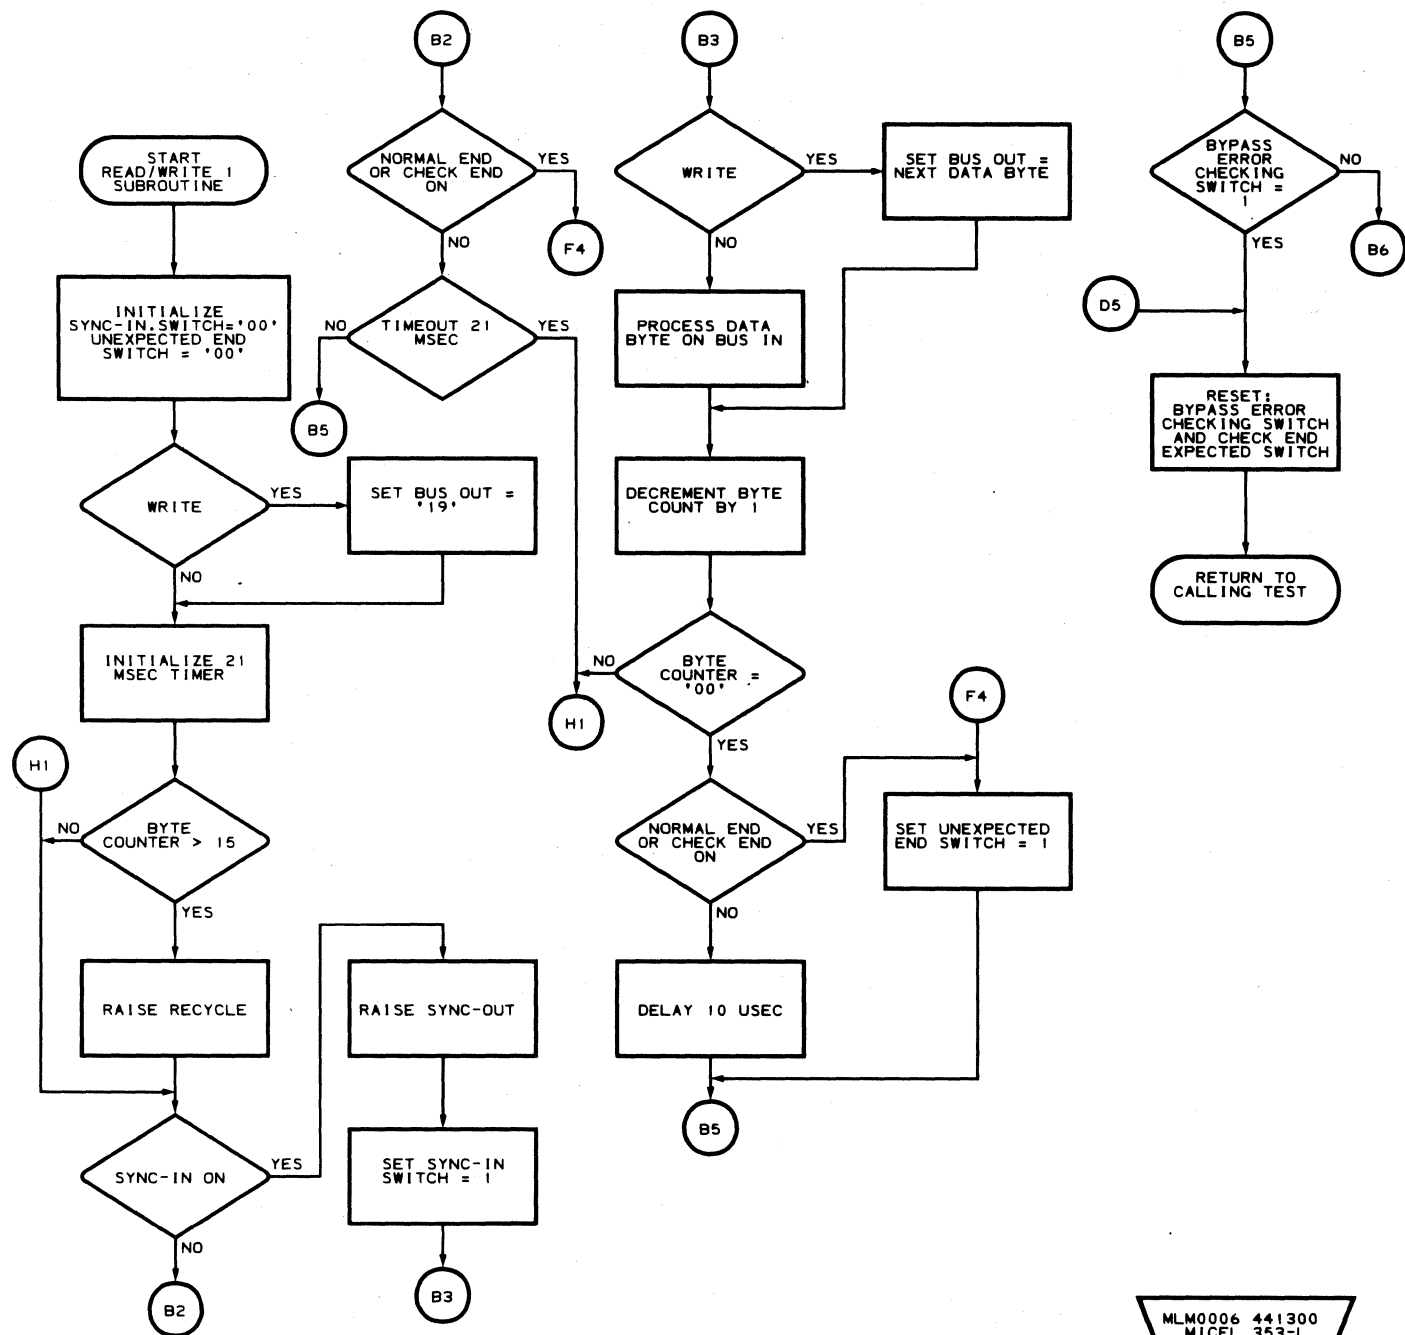 START
READ/WRITE 1
SUBROUTINE
INITIALIZE
SYNC-IN.SWITCH='00'
UNEXPECTED END
SWITCH = '00'
WRITE
YES
NO
SET BUS OUT =
'19'
INITIALIZE 21
MSEC TIMER
H1
BYTE
COUNTER > 15
NO
YES
RAISE RECYCLE
SYNC-IN ON
YES
NO
B2
RAISE SYNC-OUT
SET SYNC-IN
SWITCH = 1
B3
B2
NORMAL END
OR CHECK END
ON
YES
F4
NO
TIMEOUT 21
MSEC
NO
B5
YES
H1
B3
WRITE
YES
SET BUS OUT =
NEXT DATA BYTE
NO
PROCESS DATA
BYTE ON BUS IN
DECREMENT BYTE
COUNT BY 1
BYTE
COUNTER =
'00'
NO
YES
NORMAL END
OR CHECK END
ON
YES
NO
F4
SET UNEXPECTED
END SWITCH = 1
DELAY 10 USEC
B5
B5
BYPASS
ERROR
CHECKING
SWITCH =
1
NO
B6
YES
D5
RESET:
BYPASS ERROR
CHECKING SWITCH
AND CHECK END
EXPECTED SWITCH
RETURN TO
CALLING TEST
MLM0006 441300